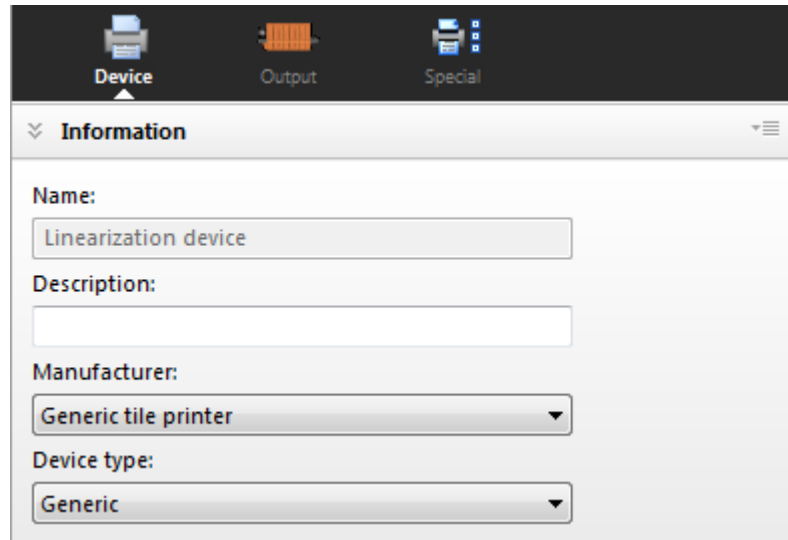 Device Output Special
Information
Name:
Linearization device
Description:
Manufacturer:
Generic tile printer
Device type:
Generic